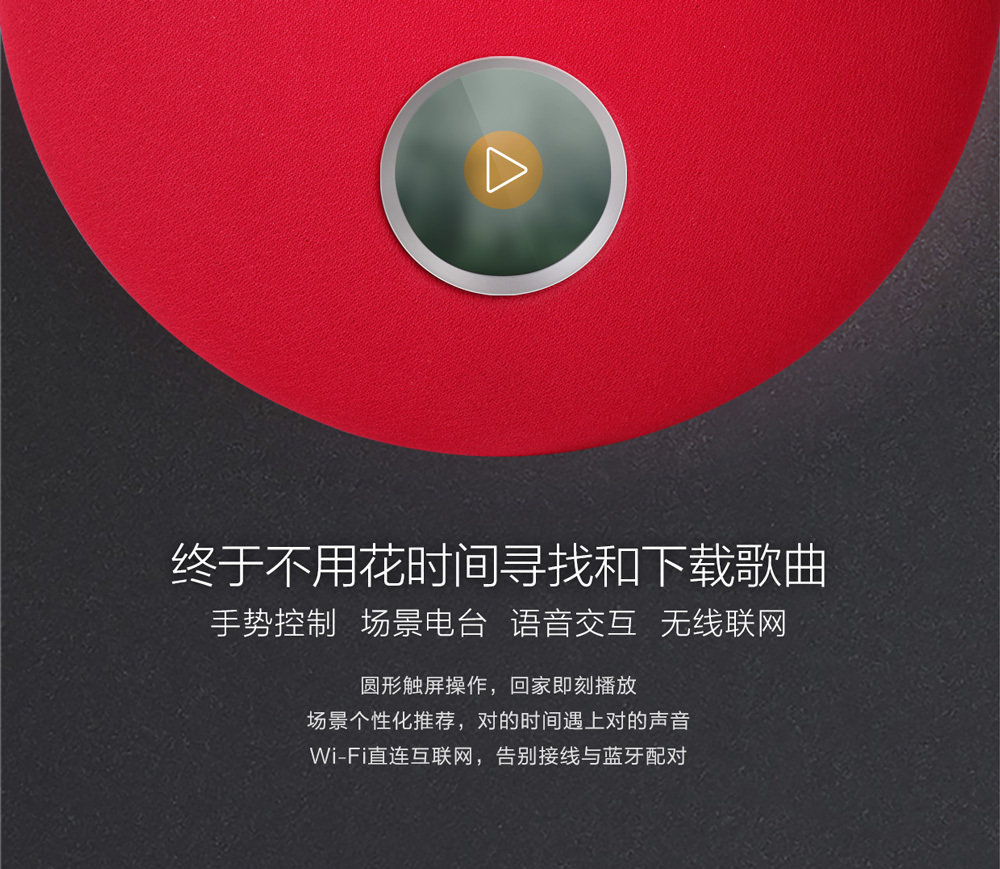 终于不用花时间寻找和下载歌曲
手势控制 场景电台 语音交互 无线联网
圆形触屏操作，回家即刻播放
场景个性化推荐，对的时间遇上对的声音
Wi-Fi直连互联网，告别接线与蓝牙配对